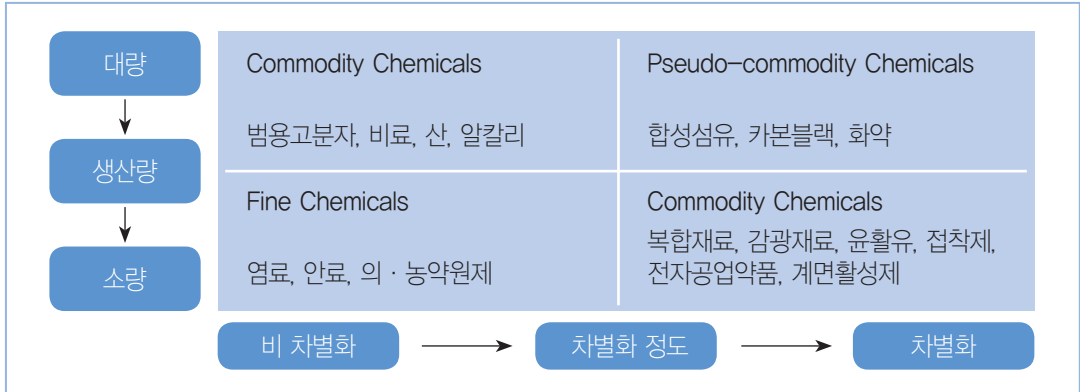 대량
생산량
소량
Commodity Chemicals
범용고분자, 비료, 산, 알칼리
Pseudo-commodity Chemicals
합성섬유, 카본블랙, 화약
Fine Chemicals
염료, 안료, 의 · 농약원제
Commodity Chemicals
복합재료, 감광재료, 윤활유, 접착제,
전자공업약품, 계면활성제
비 차별화
차별화 정도
차별화